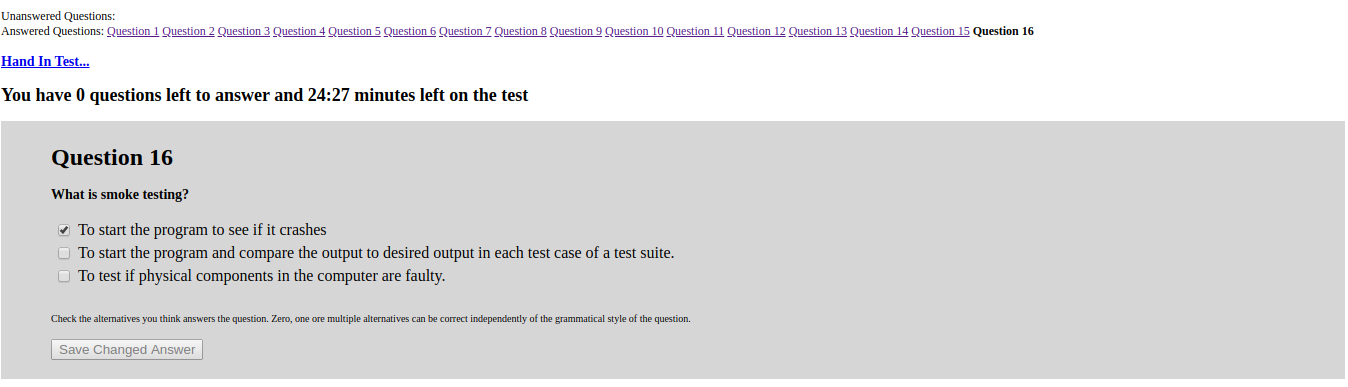 Unanswered Questions:
Answered Questions: Question 1 Question 2 Question 3 Question 4 Question 5 Question 6 Question 7 Question 8 Question 9 Question 10 Question 11 Question 12 Question 13 Question 14 Question 15 Question 16
Hand In Test...
You have 0 questions left to answer and 24:27 minutes left on the test
Question 16
What is smoke testing?
To start the program to see if it crashes
To start the program and compare the output to desired output in each test case of a test suite.
To test if physical components in the computer are faulty.
Check the alternatives you think answers the question. Zero, one ore multiple alternatives can be correct independently of the grammatical style of the question.
Save Changed Answer